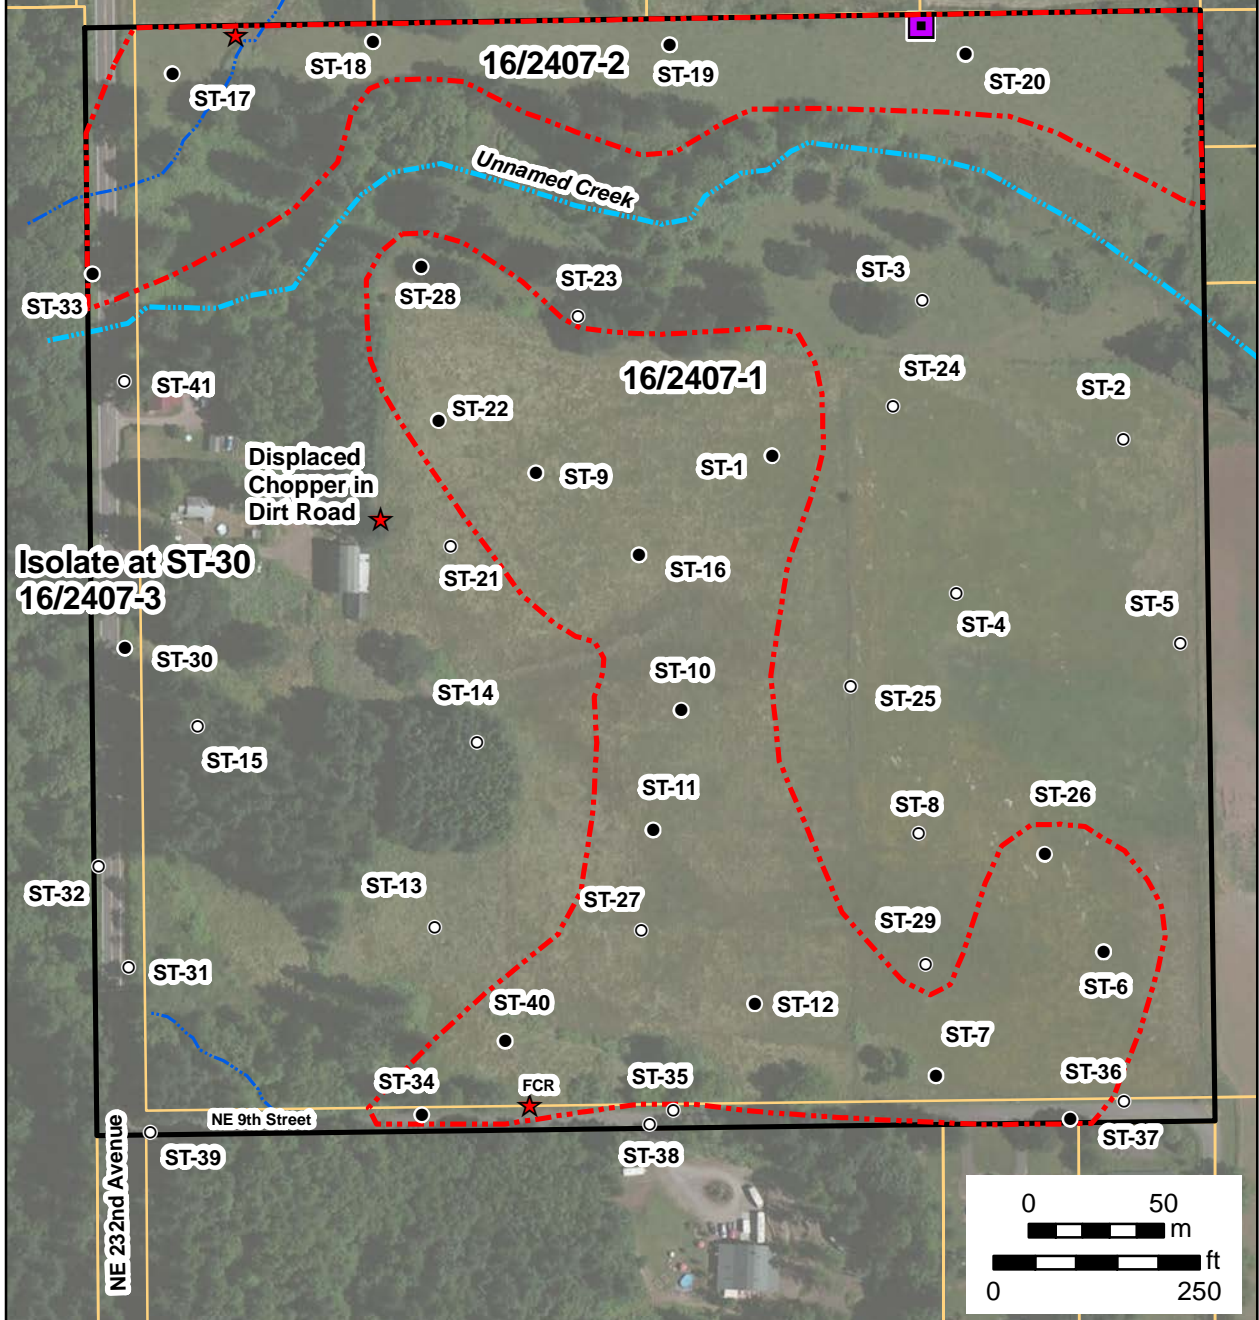 ST-18
16/2407-2
ST-19
ST-20
ST-17
Unnamed Creek
ST-3
ST-23
ST-28
ST-33
16/2407-1
ST-24
ST-41
ST-2
ST-22
Displaced
Chopper in
Dirt Road
ST-9
ST-1
Isolate at ST-30
16/2407-3
ST-21
ST-16
ST-4
ST-5
ST-30
ST-14
ST-10
ST-25
ST-15
ST-11
ST-8
ST-26
ST-32
ST-13
ST-27
ST-29
ST-31
ST-6
ST-40
ST-12
ST-7
ST-34
FCR
ST-35
ST-36
NE 9th Street
ST-37
ST-39
ST-38
NE 232nd Avenue
0 50
m
ft
0 250